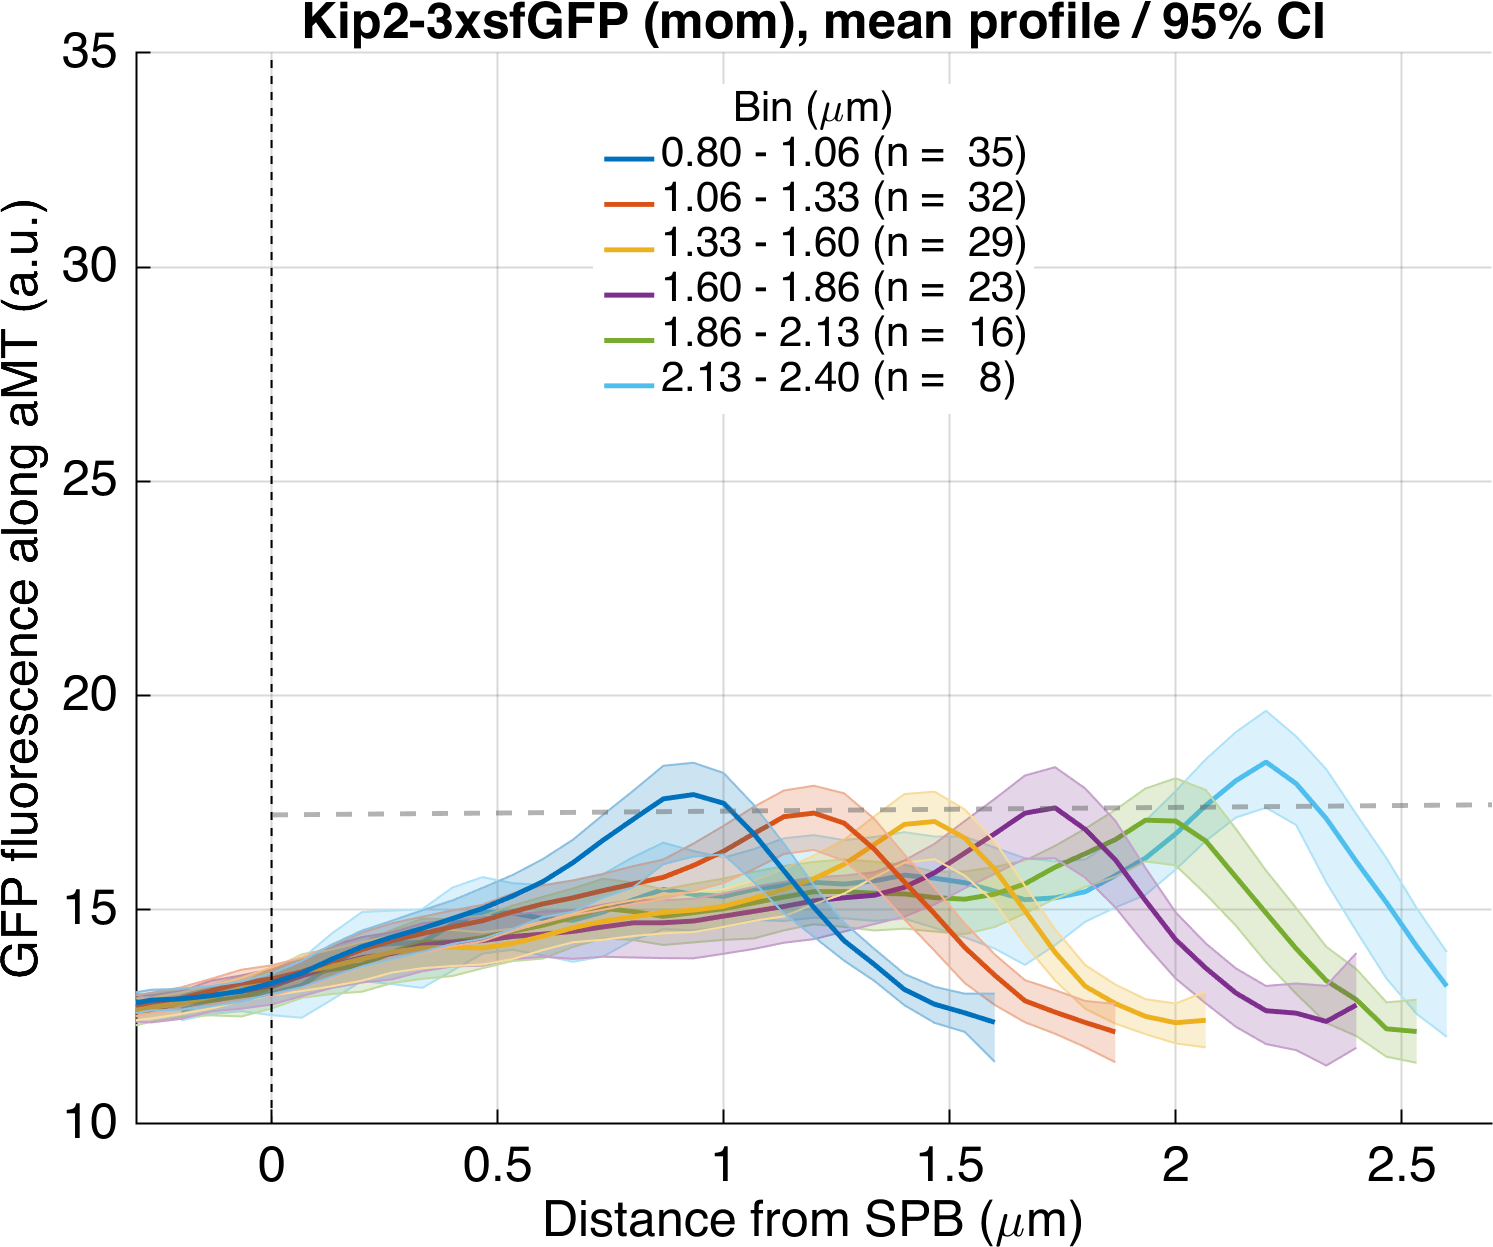 Kip2-3xsfGFP (mom), mean profile / 95% CI
GFP fluorescence along aMT (a.u.)
35
30
25
20
15
10
Bin (μm)
0.80 - 1.06 (n = 35)
1.06 - 1.33 (n = 32)
1.33 - 1.60 (n = 29)
1.60 - 1.86 (n = 23)
1.86 - 2.13 (n = 16)
2.13 - 2.40 (n = 8)
0 0.5 1 1.5 2 2.5
Distance from SPB (μm)